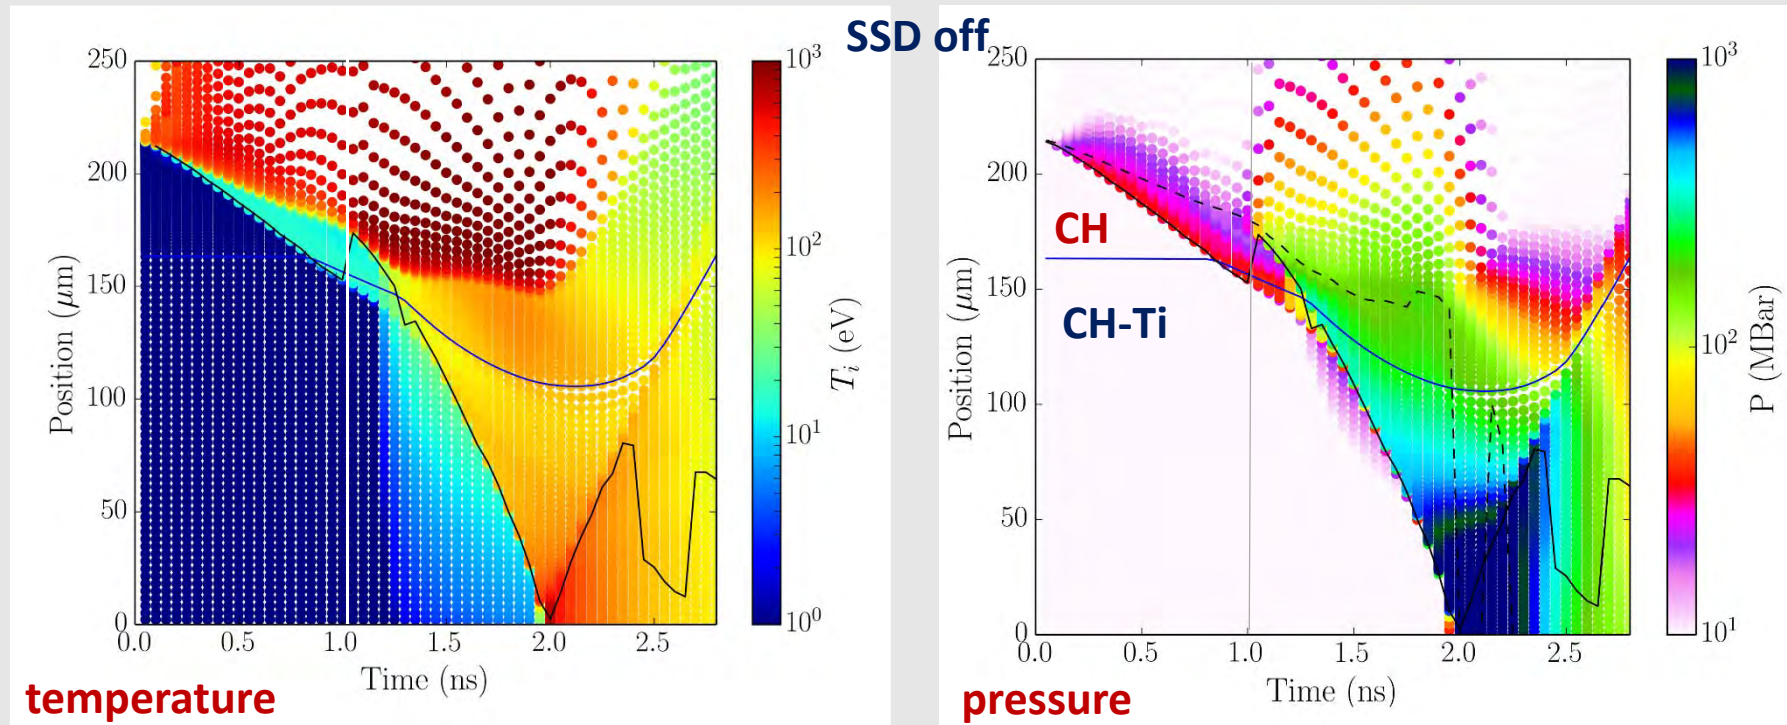 SSD off
250
200
150
100
50
0
Position (μm)
0.0 0.5 1.0 1.5 2.0 2.5
Time (ns)
10³
10²
10¹
10⁰
T_i (eV)
temperature
250
200
150
100
50
0
Position (μm)
CH
CH-Ti
0.0 0.5 1.0 1.5 2.0 2.5
Time (ns)
10³
10²
10¹
P (MBar)
pressure